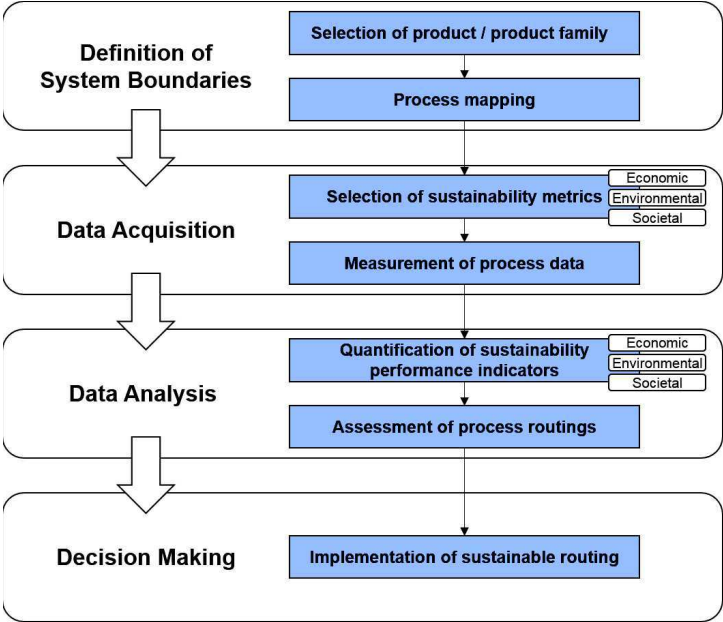 Definition of
System Boundaries
Selection of product / product family
Process mapping
Data Acquisition
Selection of sustainability metrics
Economic
Environmental
Societal
Measurement of process data
Data Analysis
Quantification of sustainability
performance indicators
Economic
Environmental
Societal
Assessment of process routings
Decision Making
Implementation of sustainable routing